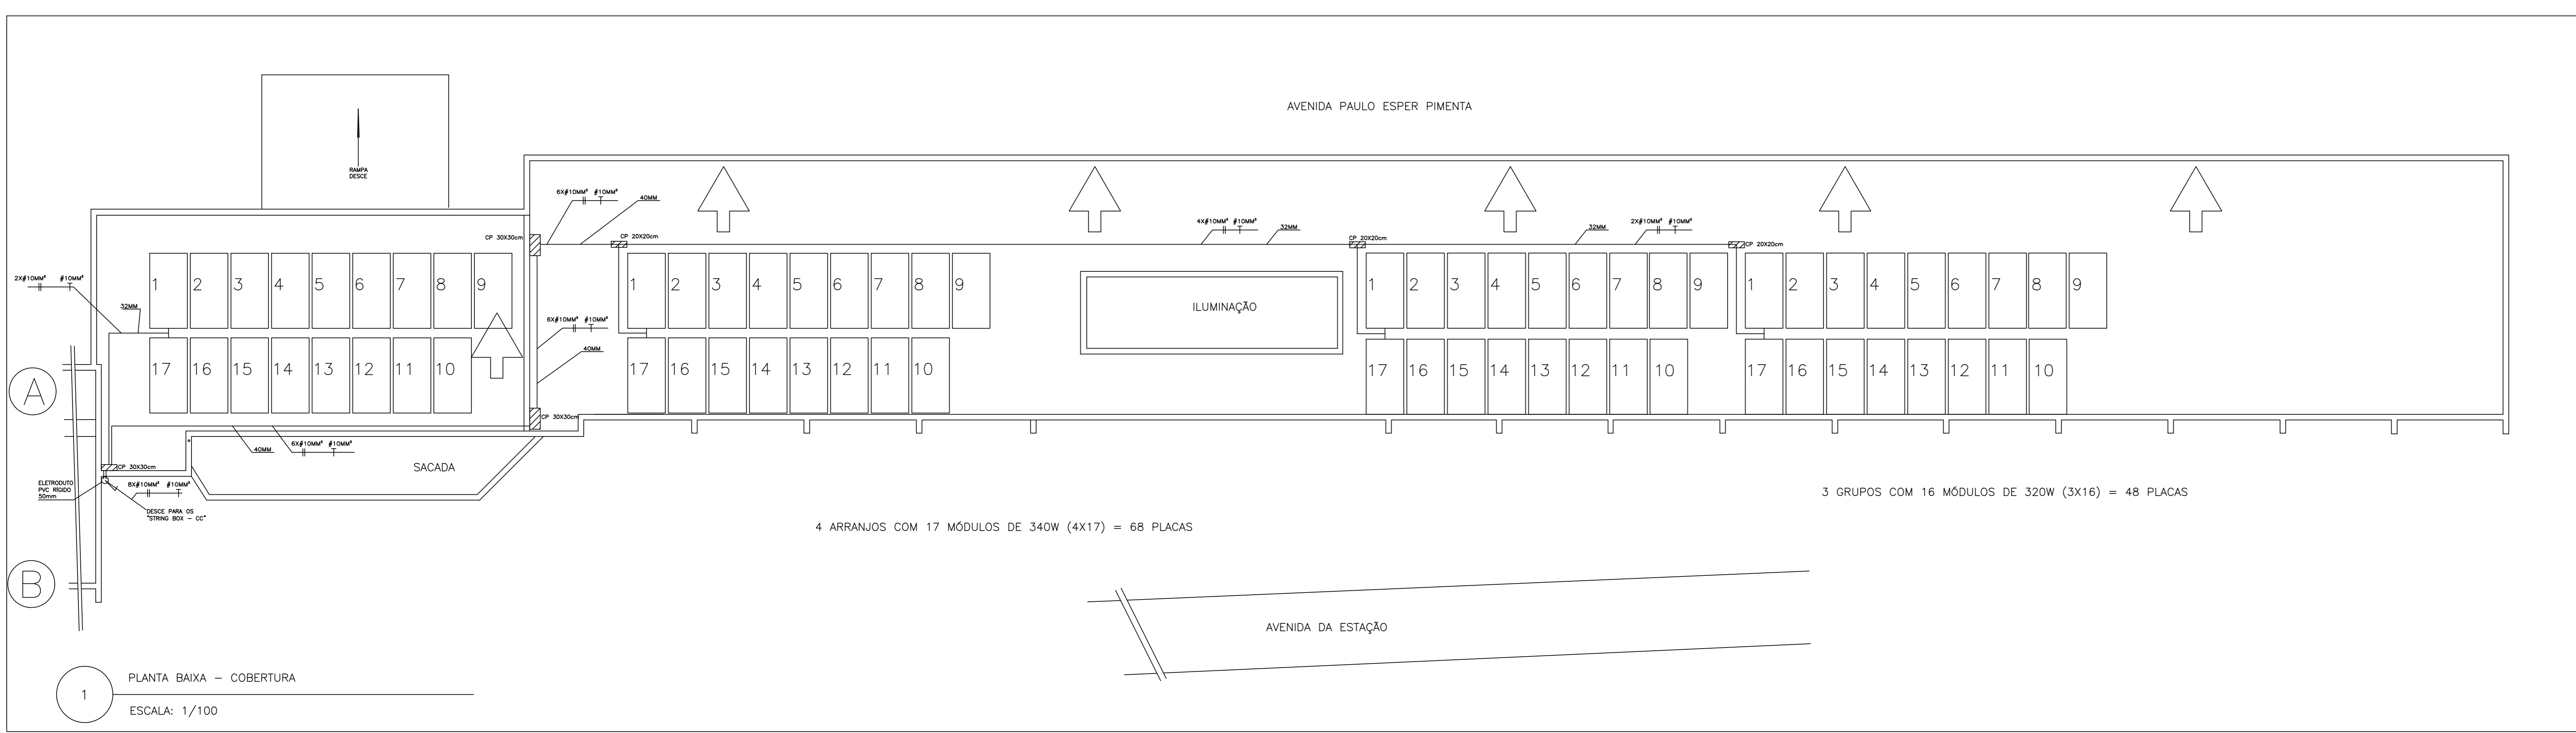 AVENIDA PAULO ESPER PIMENTA
RAMPA
DESCE
6X#10MM² #10MM²
40MM
CP 30X30cm
CP 20X20cm
4X#10MM² #10MM²
32MM
CP 20X20cm
32MM
2X#10MM² #10MM²
CP 20X20cm
2X#10MM² #10MM²
32MM
1 2 3 4 5 6 7 8 9
1 2 3 4 5 6 7 8 9
ILUMINAÇÃO
1 2 3 4 5 6 7 8 9
1 2 3 4 5 6 7 8 9
6X#10MM² #10MM²
40MM
17 16 15 14 13 12 11 10
17 16 15 14 13 12 11 10
17 16 15 14 13 12 11 10
17 16 15 14 13 12 11 10
A
CP 30X30cm
40MM
6X#10MM² #10MM²
SACADA
CP 30X30cm
ELETRODUTO
PVC RÍGIDO
50mm
8X#10MM² #10MM²
DESCE PARA OS
"STRING BOX – CC"
3 GRUPOS COM 16 MÓDULOS DE 320W (3X16) = 48 PLACAS
4 ARRANJOS COM 17 MÓDULOS DE 340W (4X17) = 68 PLACAS
B
AVENIDA DA ESTAÇÃO
1
PLANTA BAIXA – COBERTURA
ESCALA: 1/100